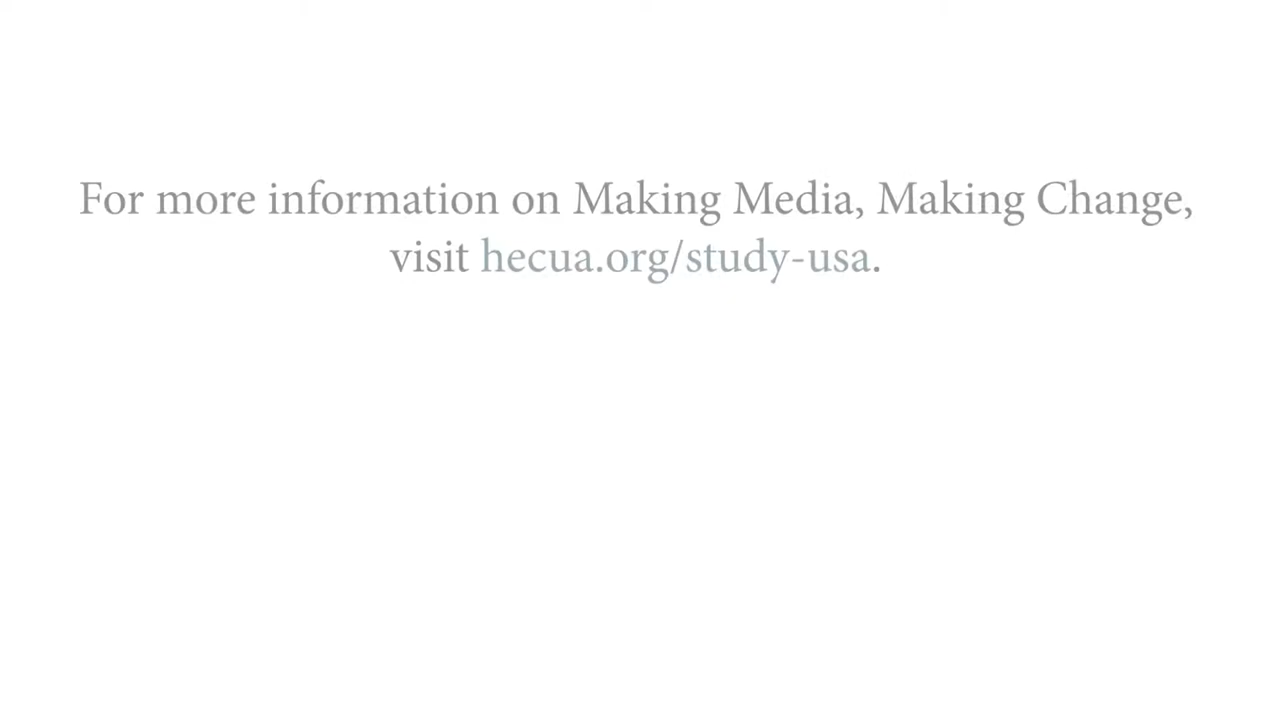 For more information on Making Media, Making Change,
visit hecua.org/study-usa.